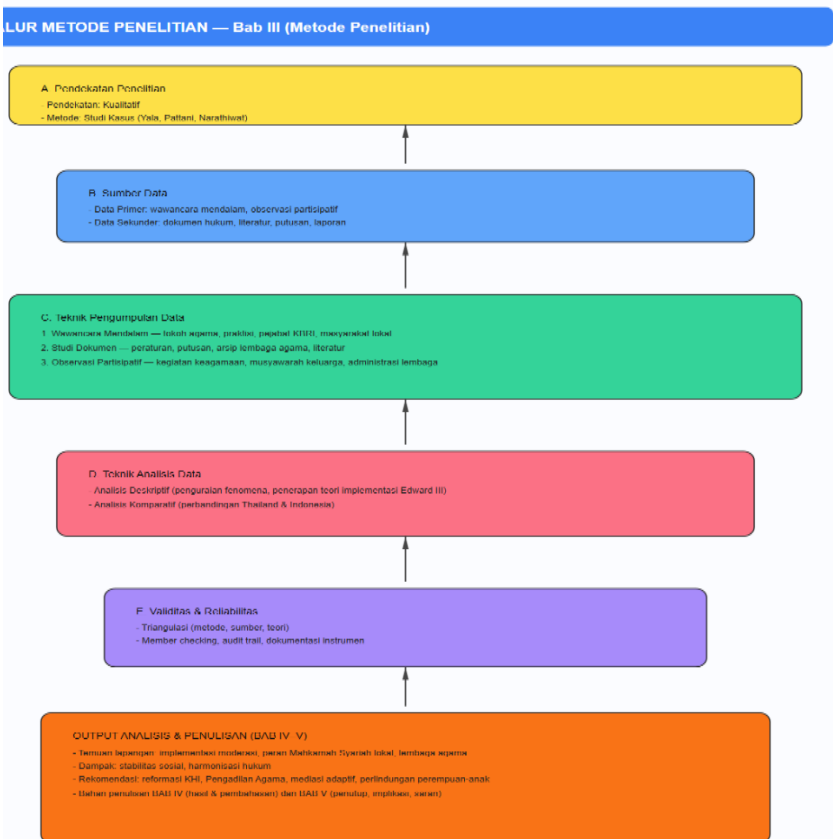 LUR METODE PENELITIAN — Bab III (Metode Penelitian)
A. Pendekatan Penelitian
- Pendekatan: Kualitatif
- Metode: Studi Kasus (Yala, Pattani, Narathiwat)
B. Sumber Data
- Data Primer: wawancara mendalam, observasi partisipatif
- Data Sekunder: dokumen hukum, literatur, putusan, laporan
C. Teknik Pengumpulan Data
1. Wawancara Mendalam — tokoh agama, praktisi, pejabat KBRI, masyarakat lokal
2. Studi Dokumen — peraturan, putusan, arsip lembaga agama, literatur
3. Observasi Partisipatif — kegiatan keagamaan, musyawarah keluarga, administrasi lembaga
D. Teknik Analisis Data
- Analisis Deskriptif (penguraian fenomena, penerapan teori implementasi Edward III)
- Analisis Komparatif (perbandingan Thailand & Indonesia)
E. Validitas & Reliabilitas
- Triangulasi (metode, sumber, teori)
- Member checking, audit trail, dokumentasi instrumen
OUTPUT ANALISIS & PENULISAN (BAB IV–V)
- Temuan lapangan: implementasi moderasi, peran Mahkamah Syariah lokal, lembaga agama
- Dampak: stabilitas sosial, harmonisasi hukum
- Rekomendasi: reformasi KHI, Pengadilan Agama, mediasi adaptif, perlindungan perempuan-anak
- Bahan penulisan BAB IV (hasil & pembahasan) dan BAB V (penutup, implikasi, saran)